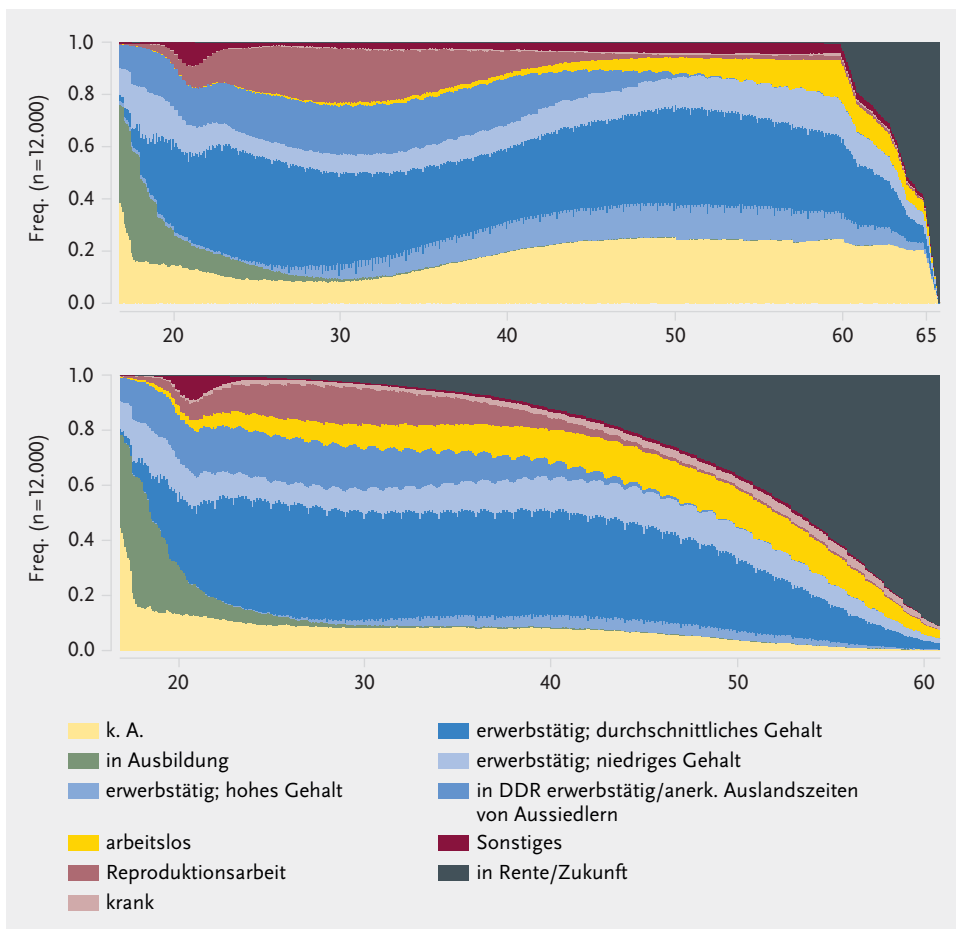 1.0
0.8
0.6
0.4
0.2
0.0
Freq. (n=12.000)
20 30 40 50 60 65
1.0
0.8
0.6
0.4
0.2
0.0
Freq. (n=12.000)
20 30 40 50 60
k. A.
in Ausbildung
erwerbstätig; hohes Gehalt
arbeitslos
Reproduktionsarbeit
krank
erwerbstätig; durchschnittliches Gehalt
erwerbstätig; niedriges Gehalt
in DDR erwerbstätig/anerk. Auslandszeiten
von Aussiedlern
Sonstiges
in Rente/Zukunft